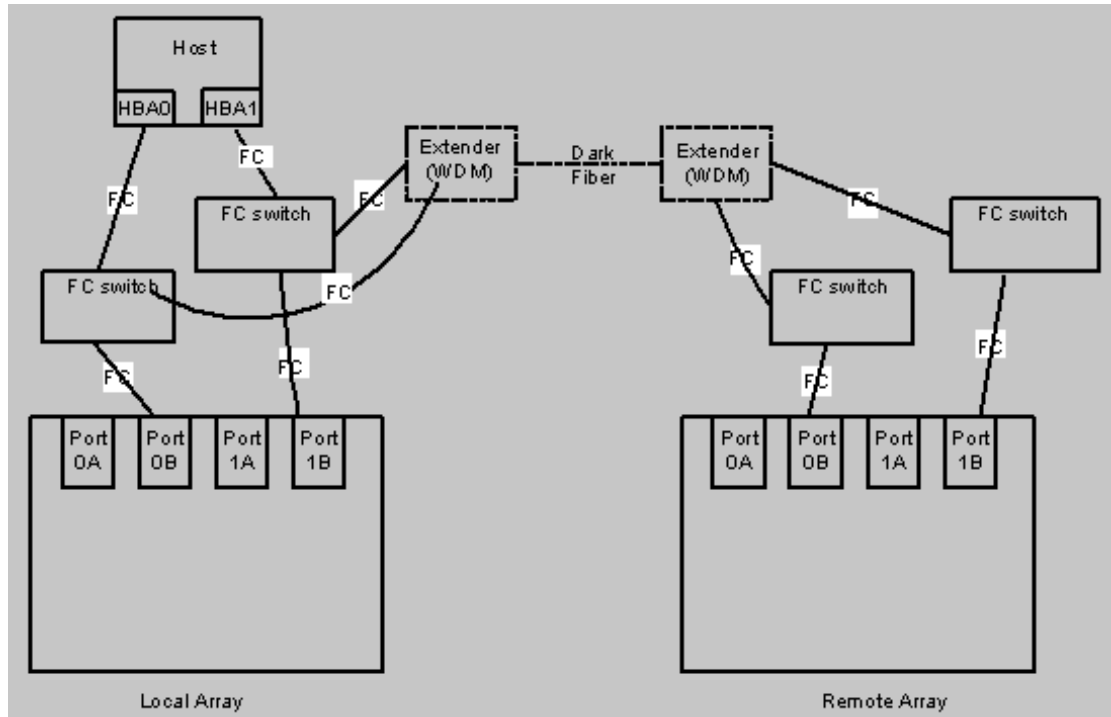 Host
HBA0
HBA1
FC
FC
FC switch
FC
Extender
(WDM)
Dark
Fiber
Extender
(WDM)
FC
FC switch
FC switch
FC
FC
FC switch
FC
FC
FC
FC
Port
0A
Port
0B
Port
1A
Port
1B
Port
0A
Port
0B
Port
1A
Port
1B
Local Array
Remote Array